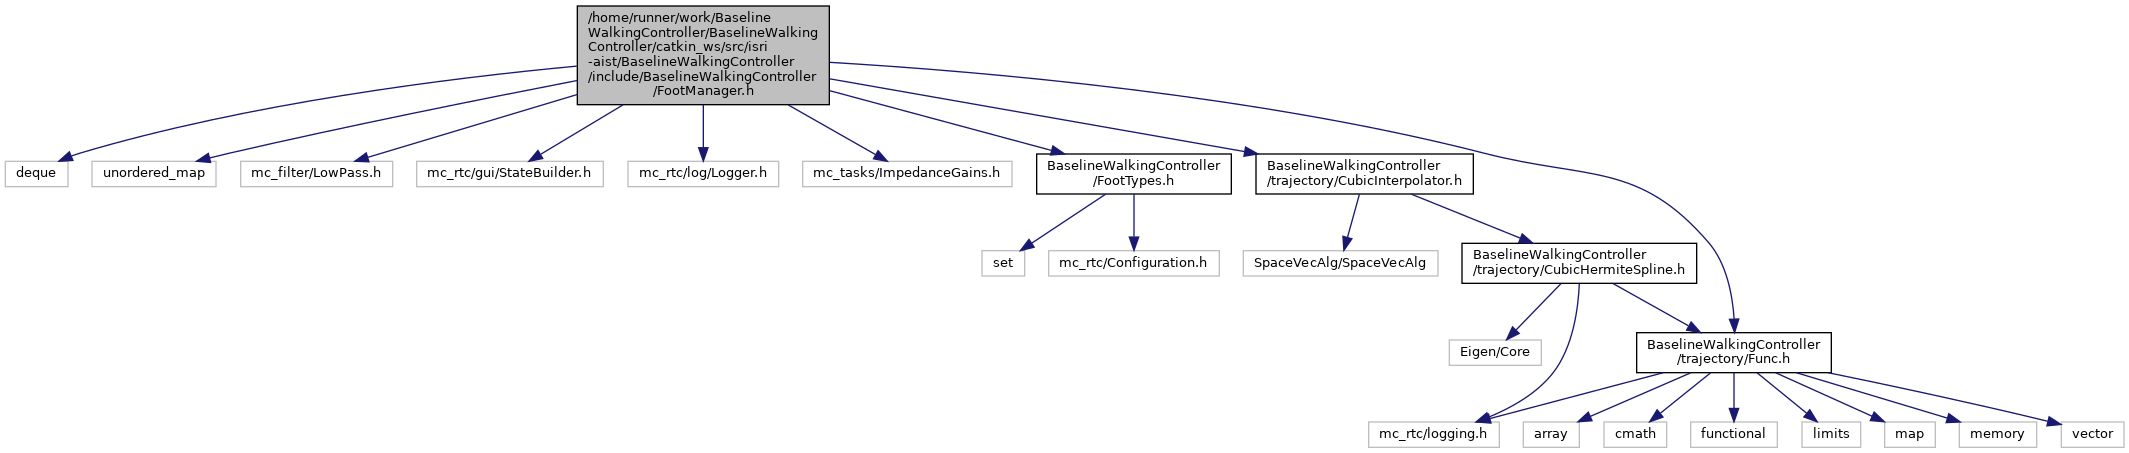 /home/runner/work/Baseline
WalkingController/BaselineWalking
Controller/catkin_ws/src/isri
-aist/BaselineWalkingController
/include/BaselineWalkingController
/FootManager.h
deque
unordered_map
mc_filter/LowPass.h
mc_rtc/gui/StateBuilder.h
mc_rtc/log/Logger.h
mc_tasks/ImpedanceGains.h
BaselineWalkingController
/FootTypes.h
BaselineWalkingController
/trajectory/CubicInterpolator.h
set
mc_rtc/Configuration.h
SpaceVecAlg/SpaceVecAlg
BaselineWalkingController
/trajectory/CubicHermiteSpline.h
Eigen/Core
BaselineWalkingController
/trajectory/Func.h
mc_rtc/logging.h
array
cmath
functional
limits
map
memory
vector